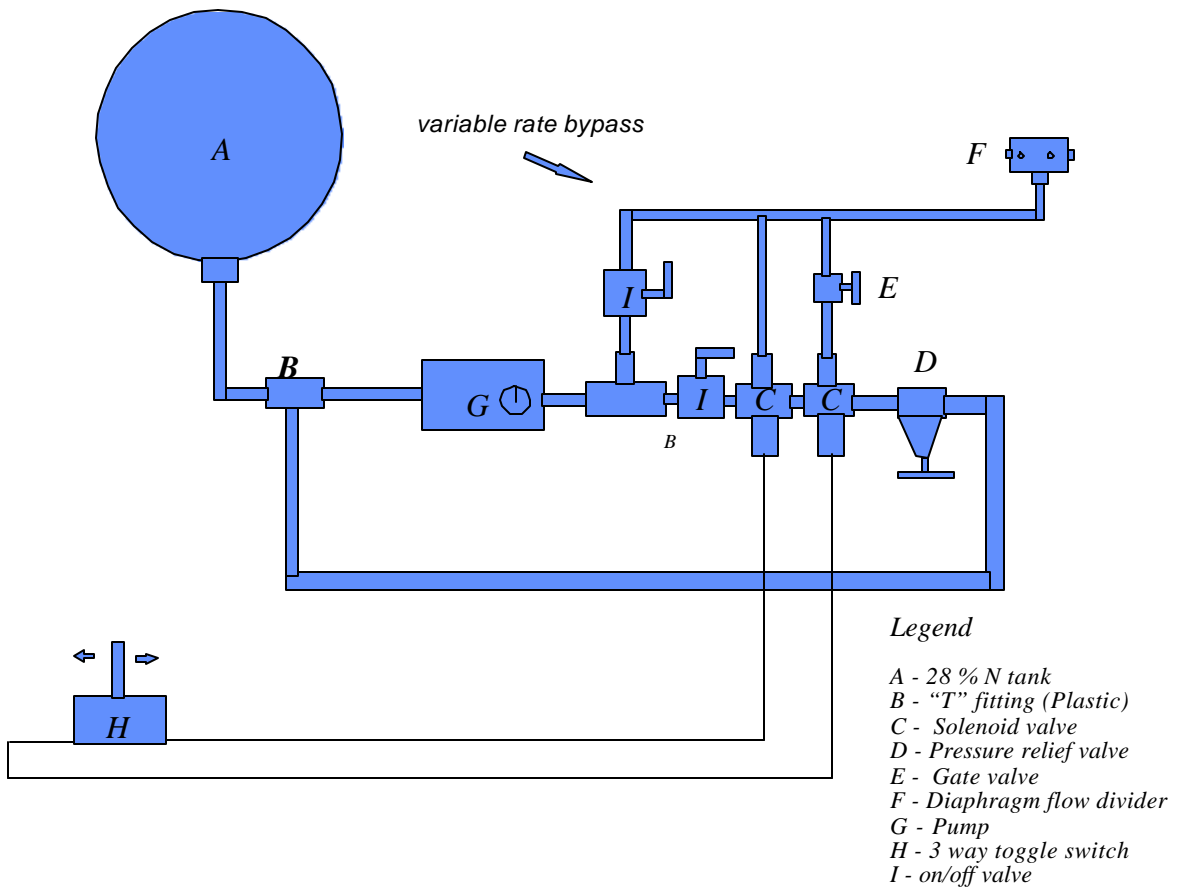 A
variable rate bypass
F
I
E
B
D
G
I
C
C
B
Legend
H
A - 28 % N tank
B - “T” fitting (Plastic)
C - Solenoid valve
D - Pressure relief valve
E - Gate valve
F - Diaphragm flow divider
G - Pump
H - 3 way toggle switch
I - on/off valve